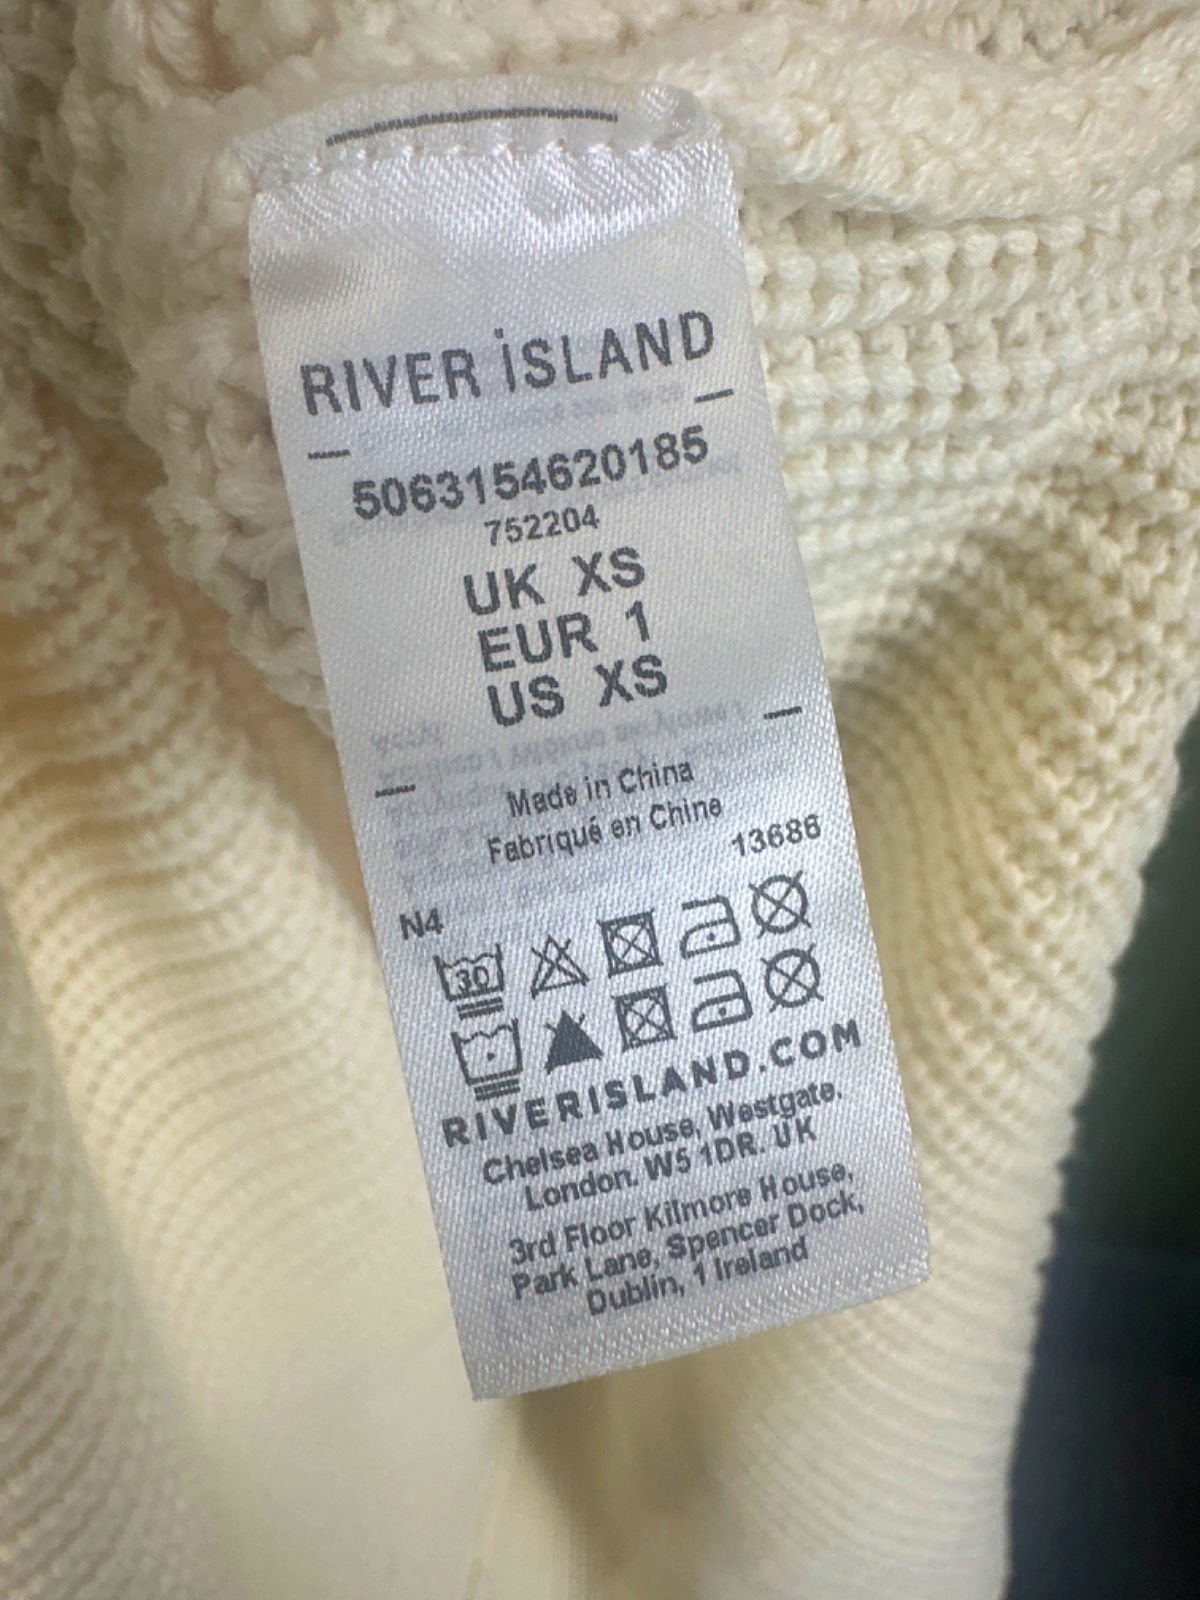 RIVER iSLAND
5063154620185
752204
UK XS
EUR 1
US XS
Made in China
Fabriqué en Chine
13686
N4
30
RIVERISLAND.COM
Chelsea House, Westgate,
London. W5 1DR. UK
3rd Floor Kilmore House,
Park Lane, Spencer Dock,
Dublin, 1 Ireland